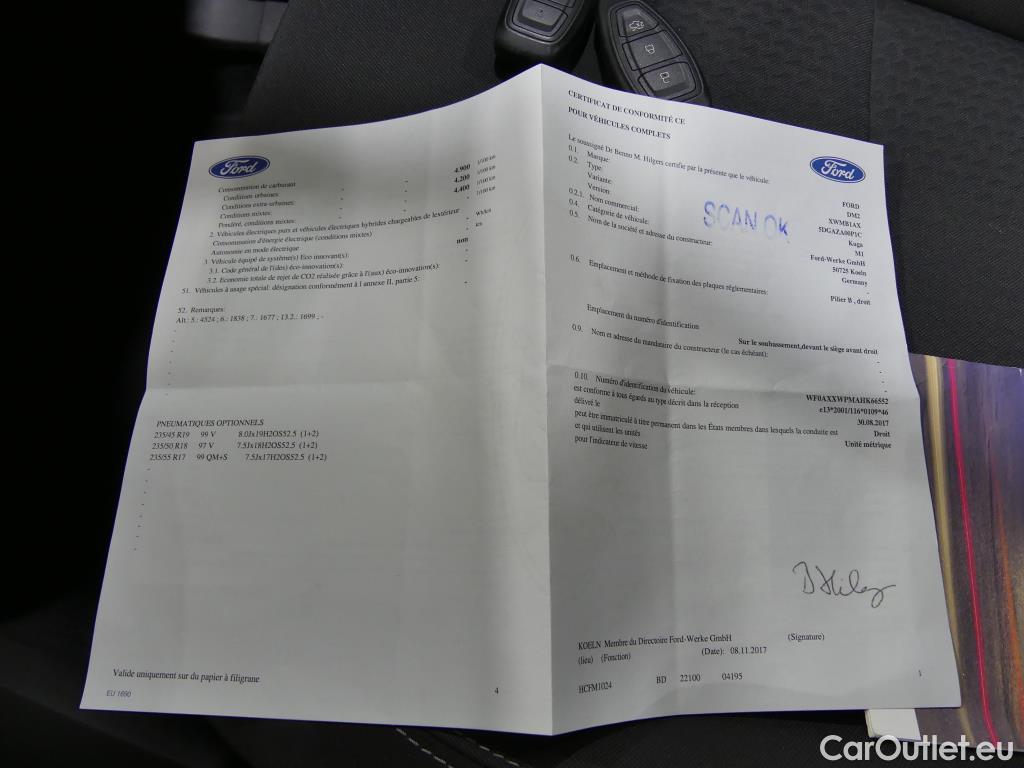 Ford
Consommation de carburant
Conditions urbaines: - - 4.900 l/100 km
Conditions extra-urbaines: - - 4.200 l/100 km
Conditions mixtes: - - 4.400 l/100 km
Pondéré, conditions mixtes: - l/100 km
2. Véhicules électriques purs et véhicules électriques hybrides chargeables de lextérieur
Consommation d'énergie électrique (conditions mixtes) - Wh/km
Autonomie en mode électrique - km
3. Véhicule équipé de système(s) Eco innovant(s): non
3.1. Code général de l'(des) éco-innovation(s): -
3.2. Economie totale de rejet de CO2 réalisée grâce à l'(aux) éco-innovation(s): -
51. Véhicules à usage spécial: désignation conformément à l annexe II, partie 5: -
52. Remarques:
Alt.: 5.: 4524 ; 6.: 1838 ; 7.: 1677 ; 13.2.: 1699 ; -
PNEUMATIQUES OPTIONNELS
235/45 R19 99 V 8.0Jx19H2OS52.5 (1+2)
235/50 R18 97 V 7.5Jx18H2OS52.5 (1+2)
235/55 R17 99 QM+S 7.5Jx17H2OS52.5 (1+2)
Valide uniquement sur du papier à filigrane
EU 1690
4
CERTIFICAT DE CONFORMITÉ CE
POUR VÉHICULES COMPLETS
Ford
Le soussigné Dr Benno M. Hilgers certifie par la présente que le véhicule:
0.1. Marque: FORD
0.2. Type: DM2
Variante: XWMB1AX
Version: 5DGAZA00P1C
0.2.1. Nom commercial: Kuga
0.4. Catégorie de véhicule: M1
0.5. Nom de la société et adresse du constructeur: Ford-Werke GmbH
50725 Koeln
Germany
SCAN OK
0.6. Emplacement et méthode de fixation des plaques réglementaires: Pilier B , droit
Emplacement du numéro d'identification
Sur le soubassement,devant le siège avant droit
0.9. Nom et adresse du mandataire du constructeur (le cas échéant): -
0.10. Numéro d'identification du véhicule: WF0AXXWPMAHK66552
est conforme à tous égards au type décrit dans la réception e13*2001/116*0109*46
délivré le 30.08.2017
peut être immatriculé à titre permanent dans les États membres dans lesquels la conduite est Droit
et qui utilisent les unités Unité métrique
pour l'indicateur de vitesse
KOELN Membre du Directoire Ford-Werke GmbH (Signature)
(lieu) (Fonction) (Date): 08.11.2017
HCFM1024 BD 22100 04195
1
CarOutlet.eu